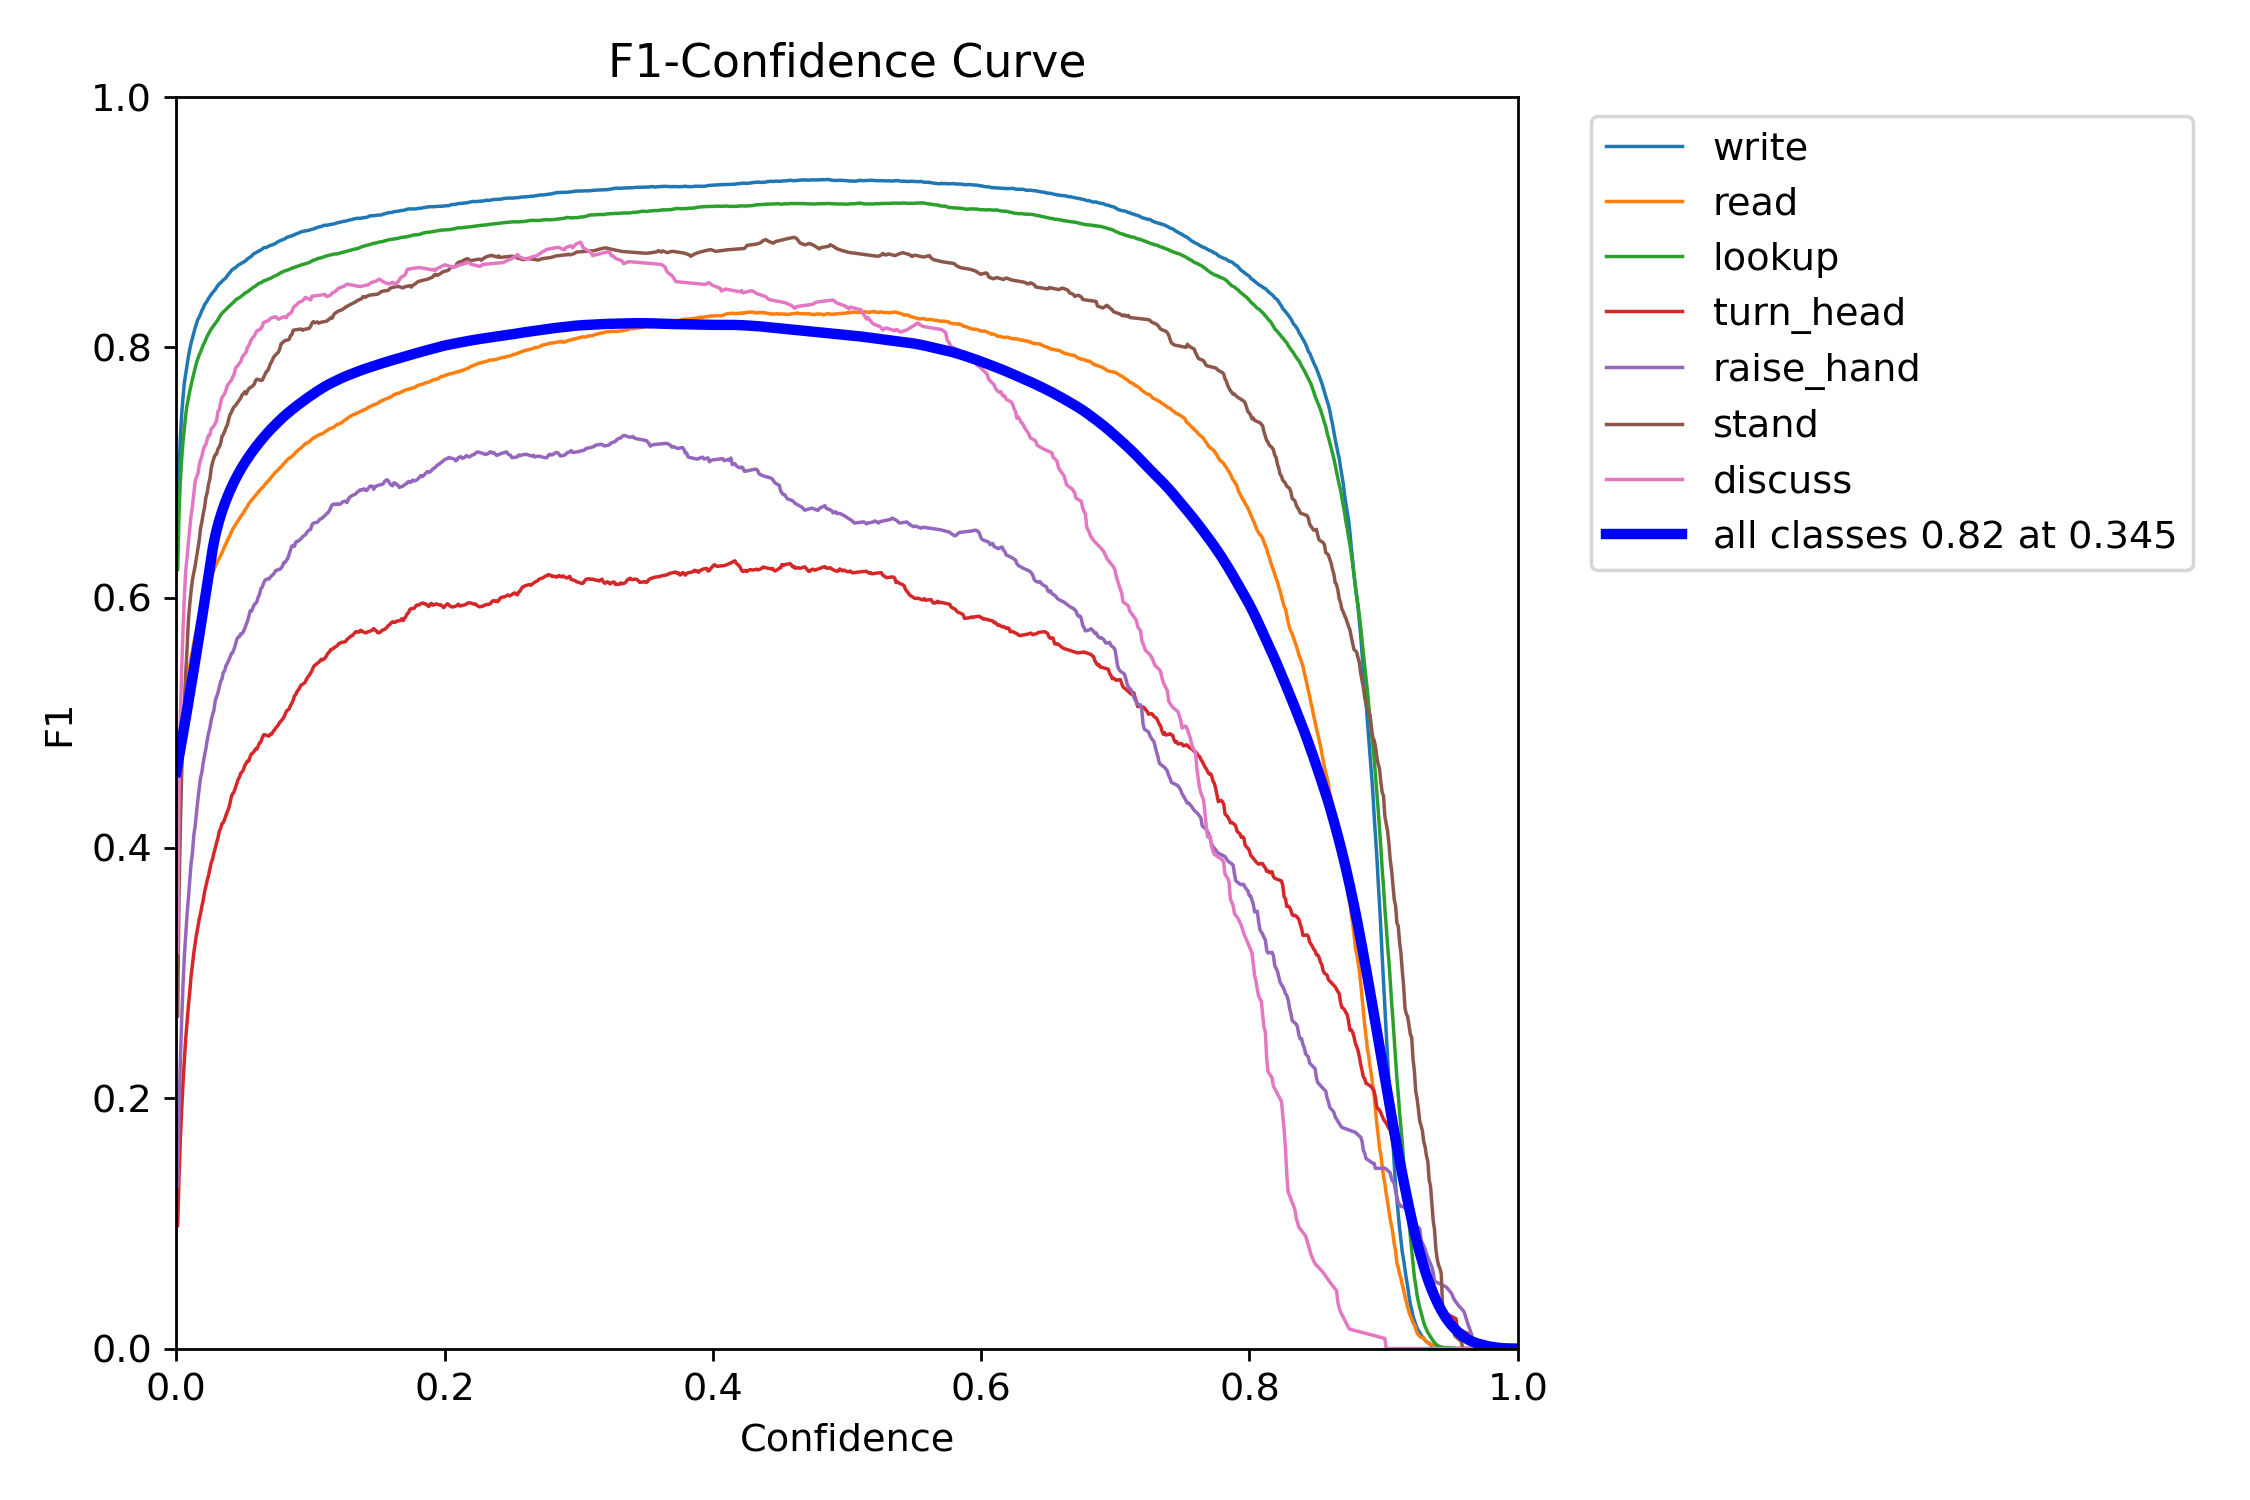 F1-Confidence Curve
1.0
0.8
0.6
0.4
0.2
0.0
F1
0.0 0.2 0.4 0.6 0.8 1.0
Confidence
write
read
lookup
turn_head
raise_hand
stand
discuss
all classes 0.82 at 0.345